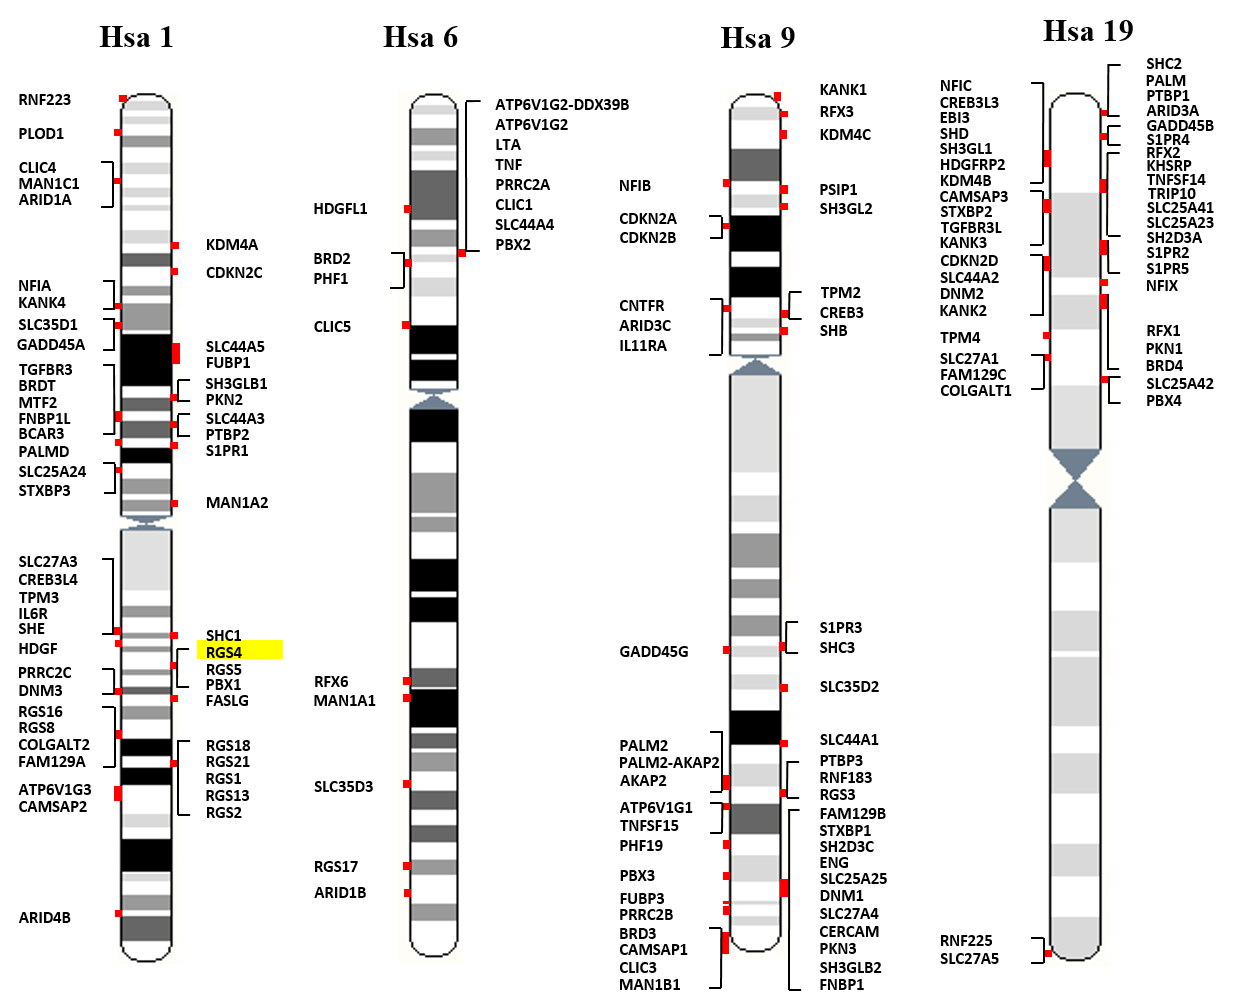 Hsa 1
RNF223
PLOD1
CLIC4
MAN1C1
ARID1A
NFIA
KANK4
SLC35D1
GADD45A
TGFBR3
BRDT
MTF2
FNBP1L
BCAR3
PALMD
SLC25A24
STXBP3
SLC27A3
CREB3L4
TPM3
IL6R
SHE
HDGF
PRRC2C
DNM3
RGS16
RGS8
COLGALT2
FAM129A
ATP6V1G3
CAMSAP2
ARID4B
KDM4A
CDKN2C
SLC44A5
FUBP1
SH3GLB1
PKN2
SLC44A3
PTBP2
S1PR1
MAN1A2
SHC1
RGS4
RGS5
PBX1
FASLG
RGS18
RGS21
RGS1
RGS13
RGS2
Hsa 6
HDGFL1
BRD2
PHF1
CLIC5
RFX6
MAN1A1
SLC35D3
RGS17
ARID1B
ATP6V1G2-DDX39B
ATP6V1G2
LTA
TNF
PRRC2A
CLIC1
SLC44A4
PBX2
Hsa 9
NFIB
CDKN2A
CDKN2B
CNTFR
ARID3C
IL11RA
GADD45G
PALM2
PALM2-AKAP2
AKAP2
ATP6V1G1
TNFSF15
PHF19
PBX3
FUBP3
PRRC2B
BRD3
CAMSAP1
CLIC3
MAN1B1
KANK1
RFX3
KDM4C
PSIP1
SH3GL2
TPM2
CREB3
SHB
S1PR3
SHC3
SLC35D2
SLC44A1
PTBP3
RNF183
RGS3
FAM129B
STXBP1
SH2D3C
ENG
SLC25A25
DNM1
SLC27A4
CERCAM
PKN3
SH3GLB2
FNBP1
Hsa 19
NFIC
CREB3L3
EBI3
SHD
SH3GL1
HDGFRP2
KDM4B
CAMSAP3
STXBP2
TGFBR3L
KANK3
CDKN2D
SLC44A2
DNM2
KANK2
TPM4
SLC27A1
FAM129C
COLGALT1
RNF225
SLC27A5
SHC2
PALM
PTBP1
ARID3A
GADD45B
S1PR4
RFX2
KHSRP
TNFSF14
TRIP10
SLC25A41
SLC25A23
SH2D3A
S1PR2
S1PR5
NFIX
RFX1
PKN1
BRD4
SLC25A42
PBX4